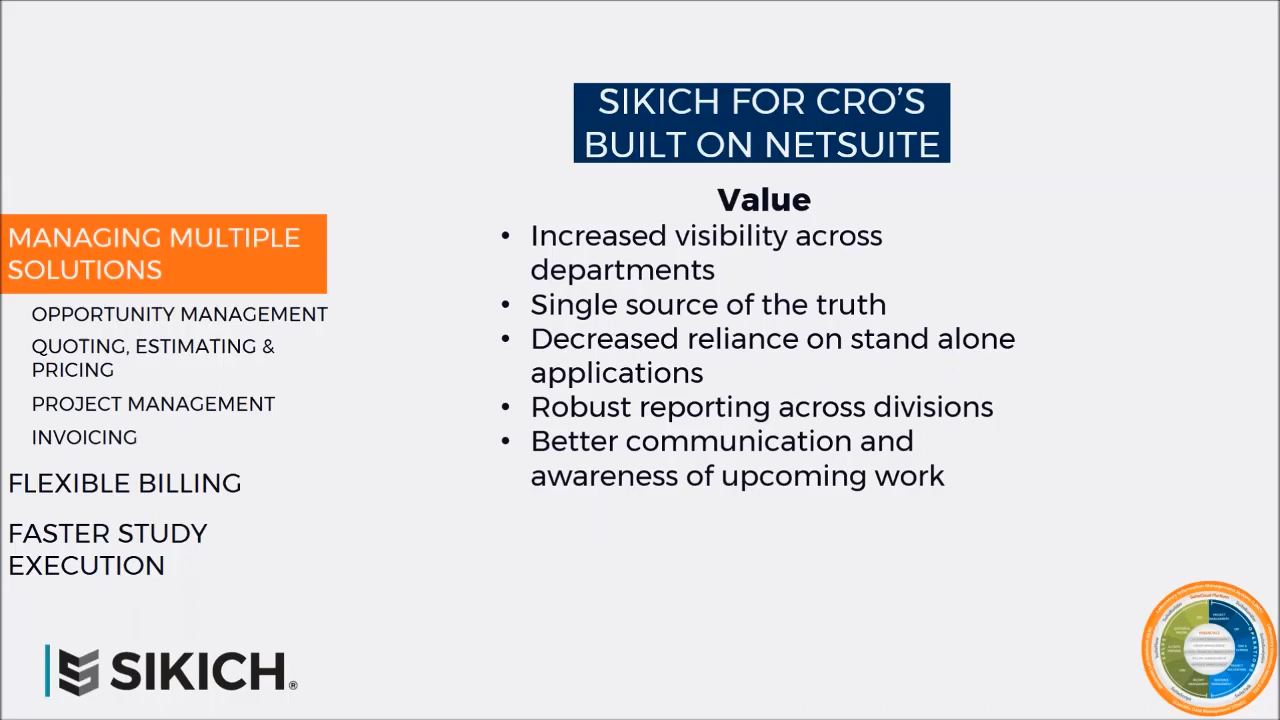 SIKICH FOR CRO’S
BUILT ON NETSUITE
Value
• Increased visibility across
departments
• Single source of the truth
• Decreased reliance on stand alone
applications
• Robust reporting across divisions
• Better communication and
awareness of upcoming work
MANAGING MULTIPLE
SOLUTIONS
OPPORTUNITY MANAGEMENT
QUOTING, ESTIMATING &
PRICING
PROJECT MANAGEMENT
INVOICING
FLEXIBLE BILLING
FASTER STUDY
EXECUTION
SIKICH®